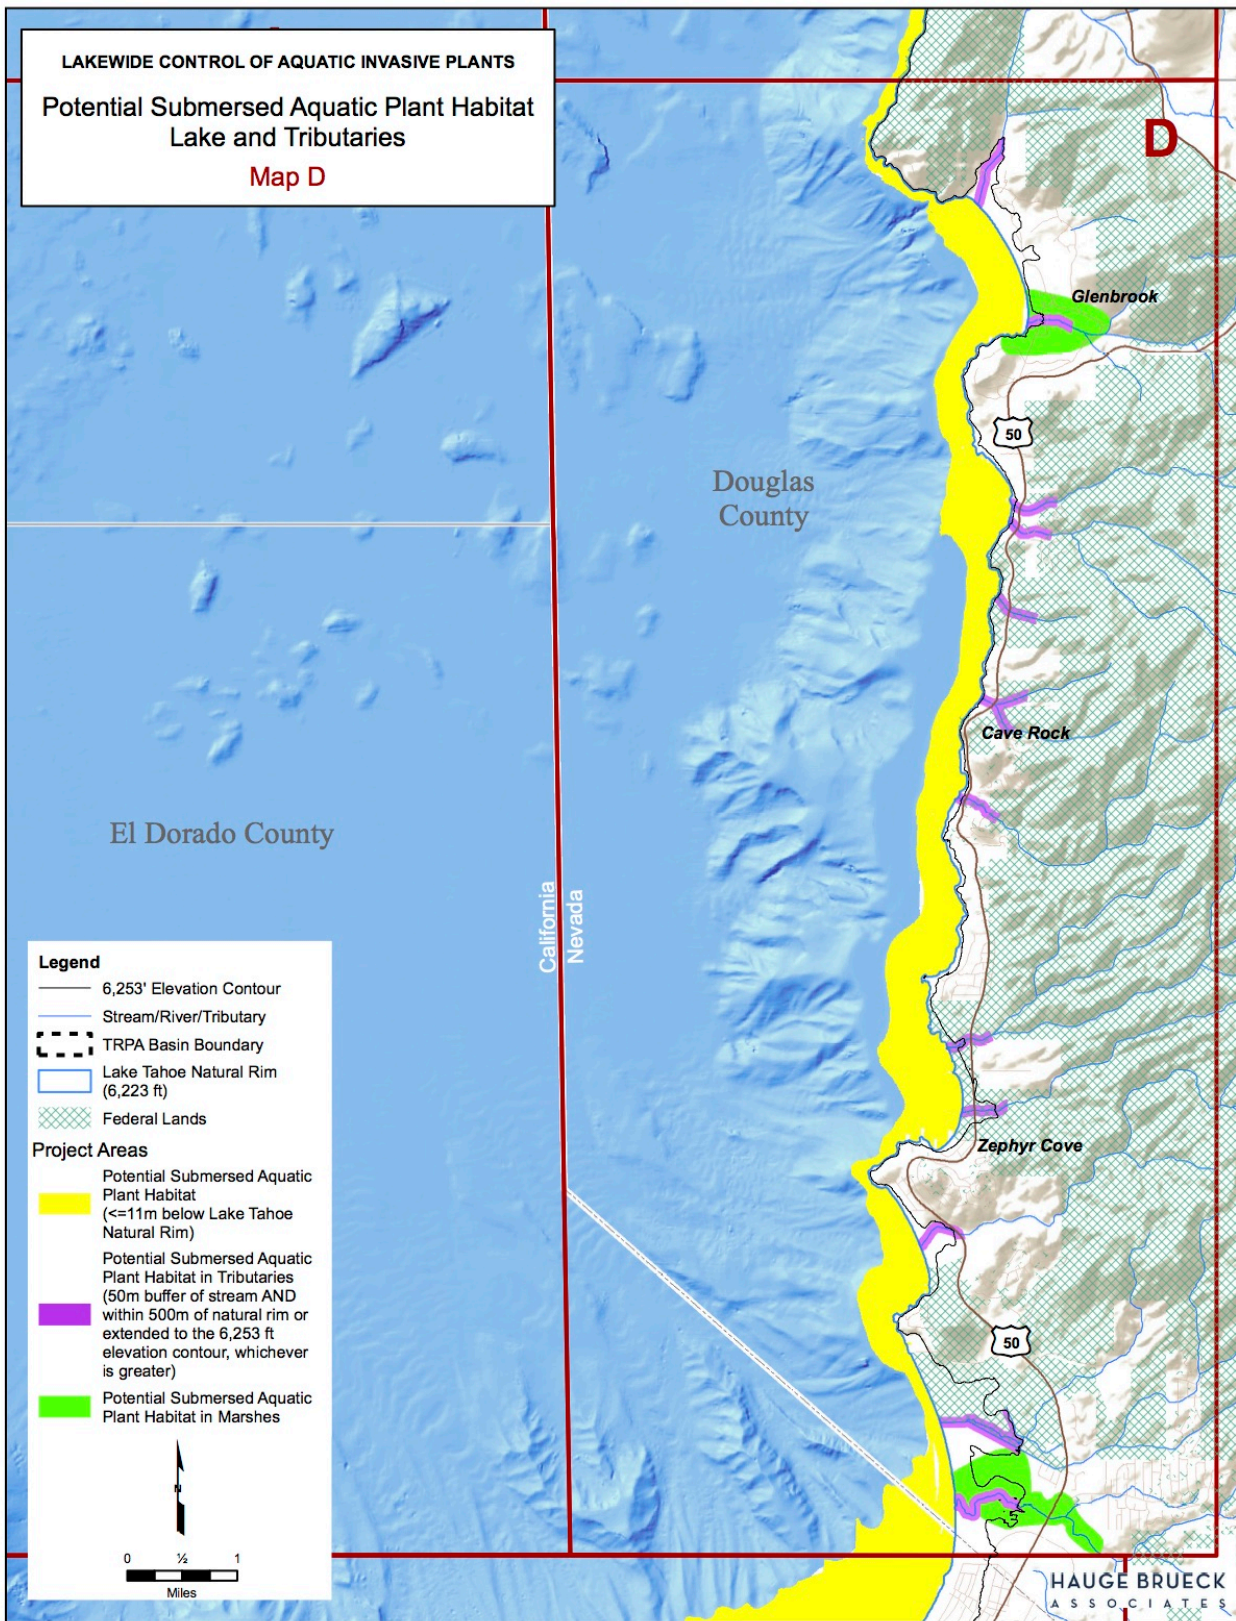 LAKEWIDE CONTROL OF AQUATIC INVASIVE PLANTS
Potential Submersed Aquatic Plant Habitat
Lake and Tributaries
Map D
D
Glenbrook
50
Douglas
County
Cave Rock
El Dorado County
California
Nevada
Zephyr Cove
50
Legend
6,253' Elevation Contour
Stream/River/Tributary
TRPA Basin Boundary
Lake Tahoe Natural Rim
(6,223 ft)
Federal Lands
Project Areas
Potential Submersed Aquatic
Plant Habitat
(<=11m below Lake Tahoe
Natural Rim)
Potential Submersed Aquatic
Plant Habitat in Tributaries
(50m buffer of stream AND
within 500m of natural rim or
extended to the 6,253 ft
elevation contour, whichever
is greater)
Potential Submersed Aquatic
Plant Habitat in Marshes
N
0 ½ 1
Miles
HAUGE BRUECK
ASSOCIATES